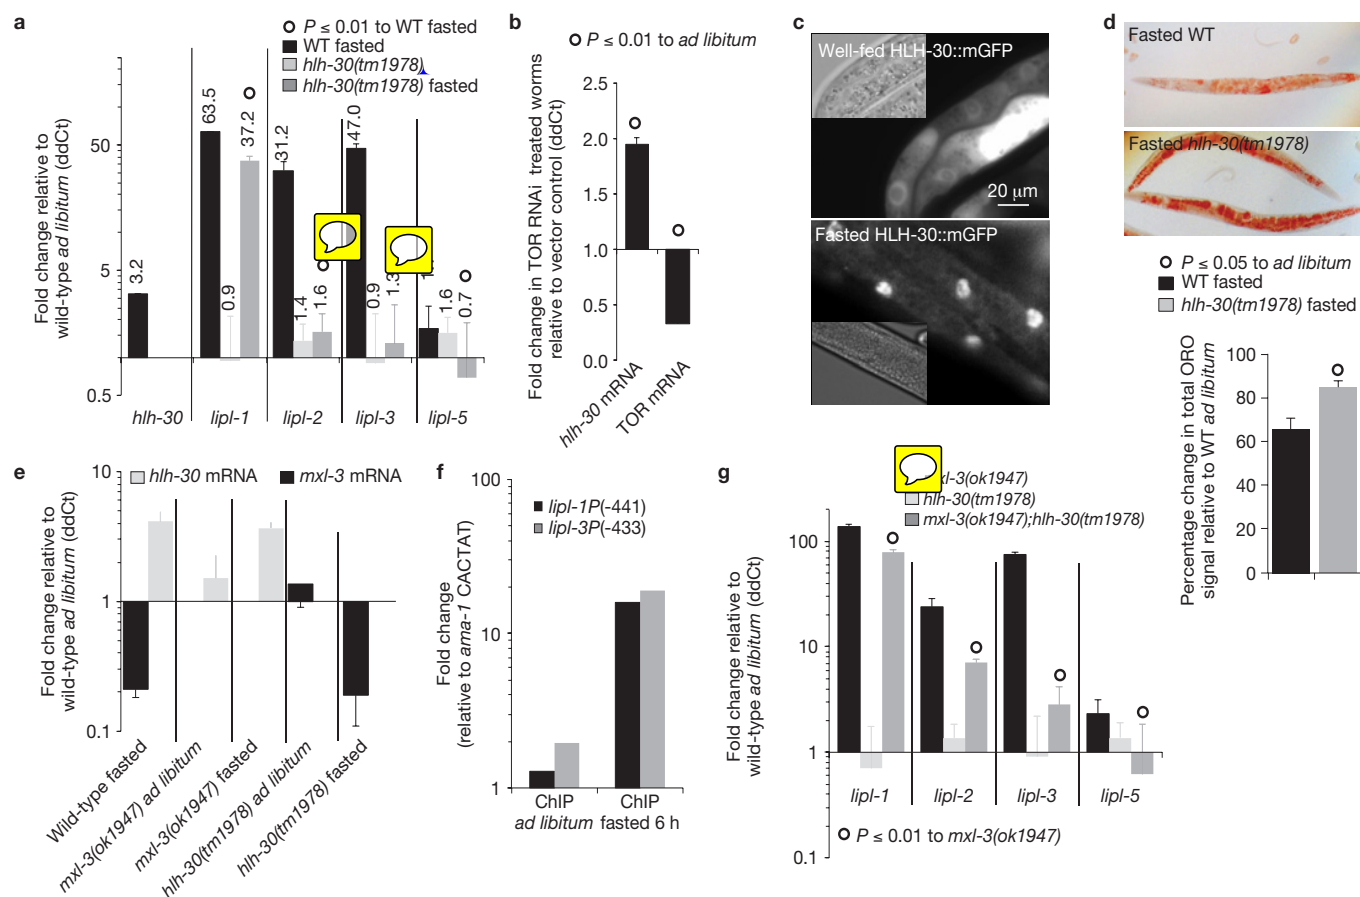 a
P ≤ 0.01 to WT fasted
WT fasted
hlh-30(tm1978)
hlh-30(tm1978) fasted
Fold change relative to
wild-type ad libitum (ddCt)
50
5
0.5
3.2
63.5
0.9
37.2
31.2
1.4
1.6
47.0
0.9
1.6
0.7
hlh-30
lipl-1
lipl-2
lipl-3
lipl-5
b
P ≤ 0.01 to ad libitum
Fold change in TOR RNAi treated worms
relative to vector control (ddCt)
2.5
2.0
1.5
1.0
0.5
0.0
hlh-30 mRNA
TOR mRNA
c
Well-fed HLH-30::mGFP
20 µm
Fasted HLH-30::mGFP
d
Fasted WT
Fasted hlh-30(tm1978)
P ≤ 0.05 to ad libitum
WT fasted
hlh-30(tm1978) fasted
Percentage change in total ORO
signal relative to WT ad libitum
100
80
60
40
20
0
e
hlh-30 mRNA
mxl-3 mRNA
Fold change relative to
wild-type ad libitum (ddCt)
10
1
0.1
Wild-type fasted
mxl-3(ok1947) ad libitum
mxl-3(ok1947) fasted
hlh-30(tm1978) ad libitum
hlh-30(tm1978) fasted
f
lipl-1P(-441)
lipl-3P(-433)
Fold change
(relative to ama-1 CACTAT)
100
10
1
ChIP
ad libitum
ChIP
fasted 6 h
g
hlh-30(tm1978)
mxl-3(ok1947);hlh-30(tm1978)
Fold change relative to
wild-type ad libitum (ddCt)
100
10
1
0.1
lipl-1
lipl-2
lipl-3
lipl-5
P ≤ 0.01 to mxl-3(ok1947)